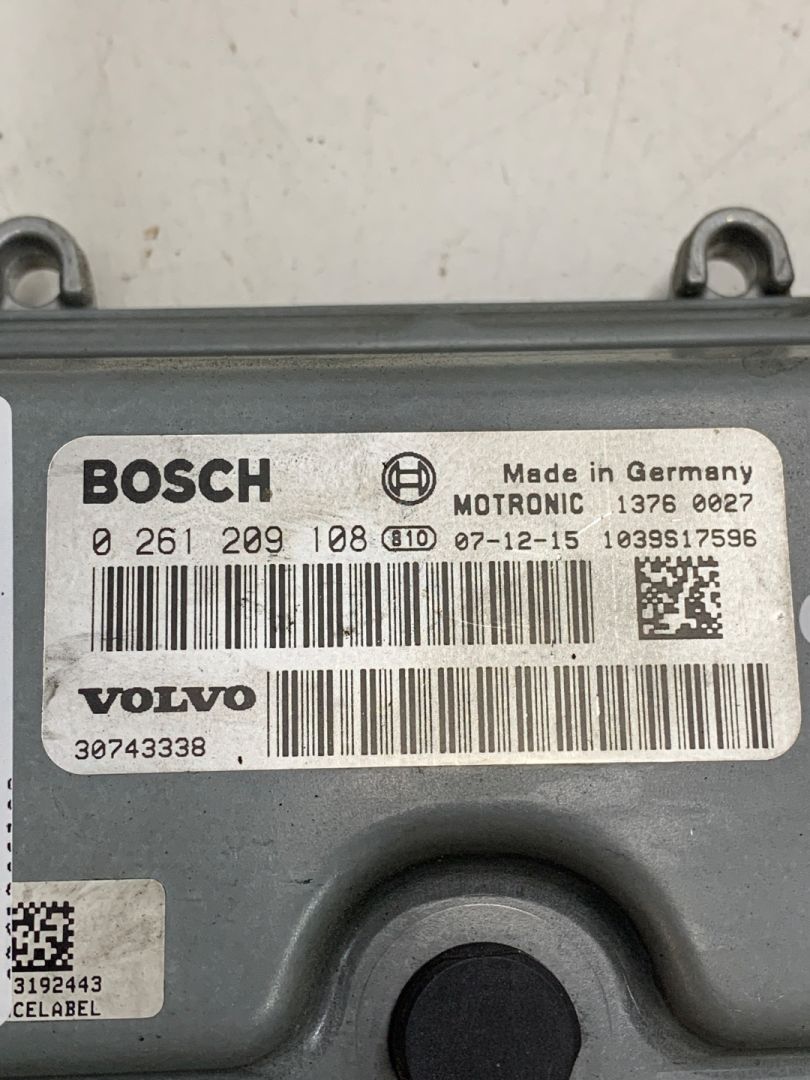 BOSCH
Made in Germany
MOTRONIC 1376 0027
0 261 209 108 810 07-12-15 1039S17596
VOLVO
30743338
3192443
CELABEL